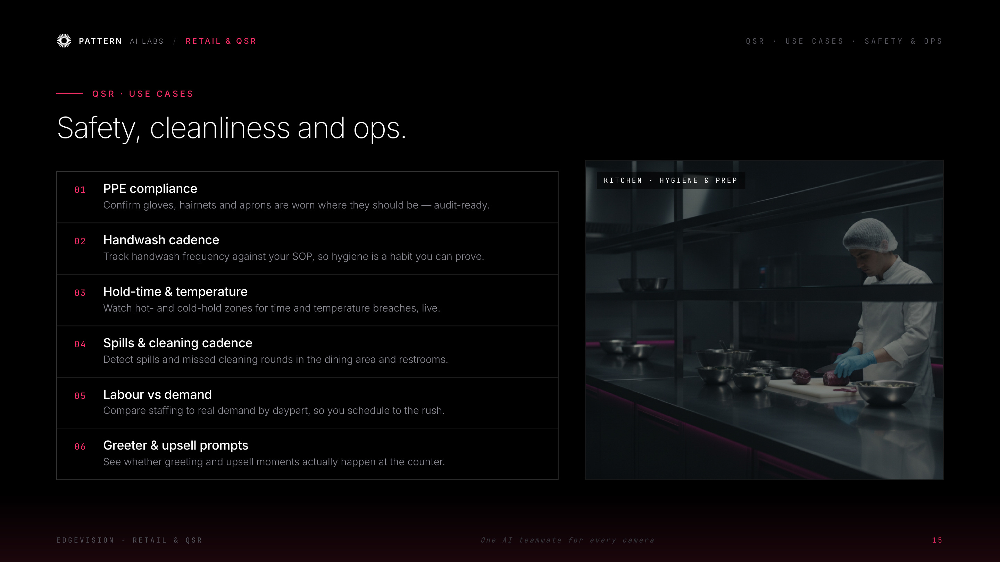 PATTERN AI LABS / RETAIL & QSR
QSR · USE CASES · SAFETY & OPS
QSR · USE CASES
Safety, cleanliness and ops.
01 PPE compliance
Confirm gloves, hairnets and aprons are worn where they should be — audit-ready.
02 Handwash cadence
Track handwash frequency against your SOP, so hygiene is a habit you can prove.
03 Hold-time & temperature
Watch hot- and cold-hold zones for time and temperature breaches, live.
04 Spills & cleaning cadence
Detect spills and missed cleaning rounds in the dining area and restrooms.
05 Labour vs demand
Compare staffing to real demand by daypart, so you schedule to the rush.
06 Greeter & upsell prompts
See whether greeting and upsell moments actually happen at the counter.
KITCHEN · HYGIENE & PREP
EDGEVISION · RETAIL & QSR
One AI teammate for every camera
15